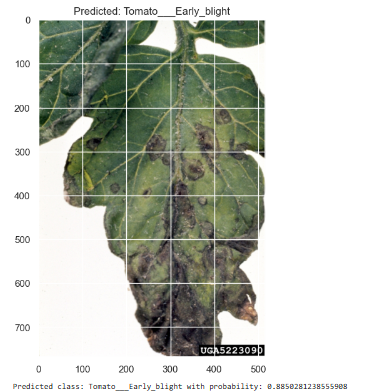 Predicted: Tomato___Early_blight
0
100
200
300
400
500
600
700
0 100 200 300 400 500
UGA5223090
Predicted class: Tomato___Early_blight with probability: 0.8850281238555908